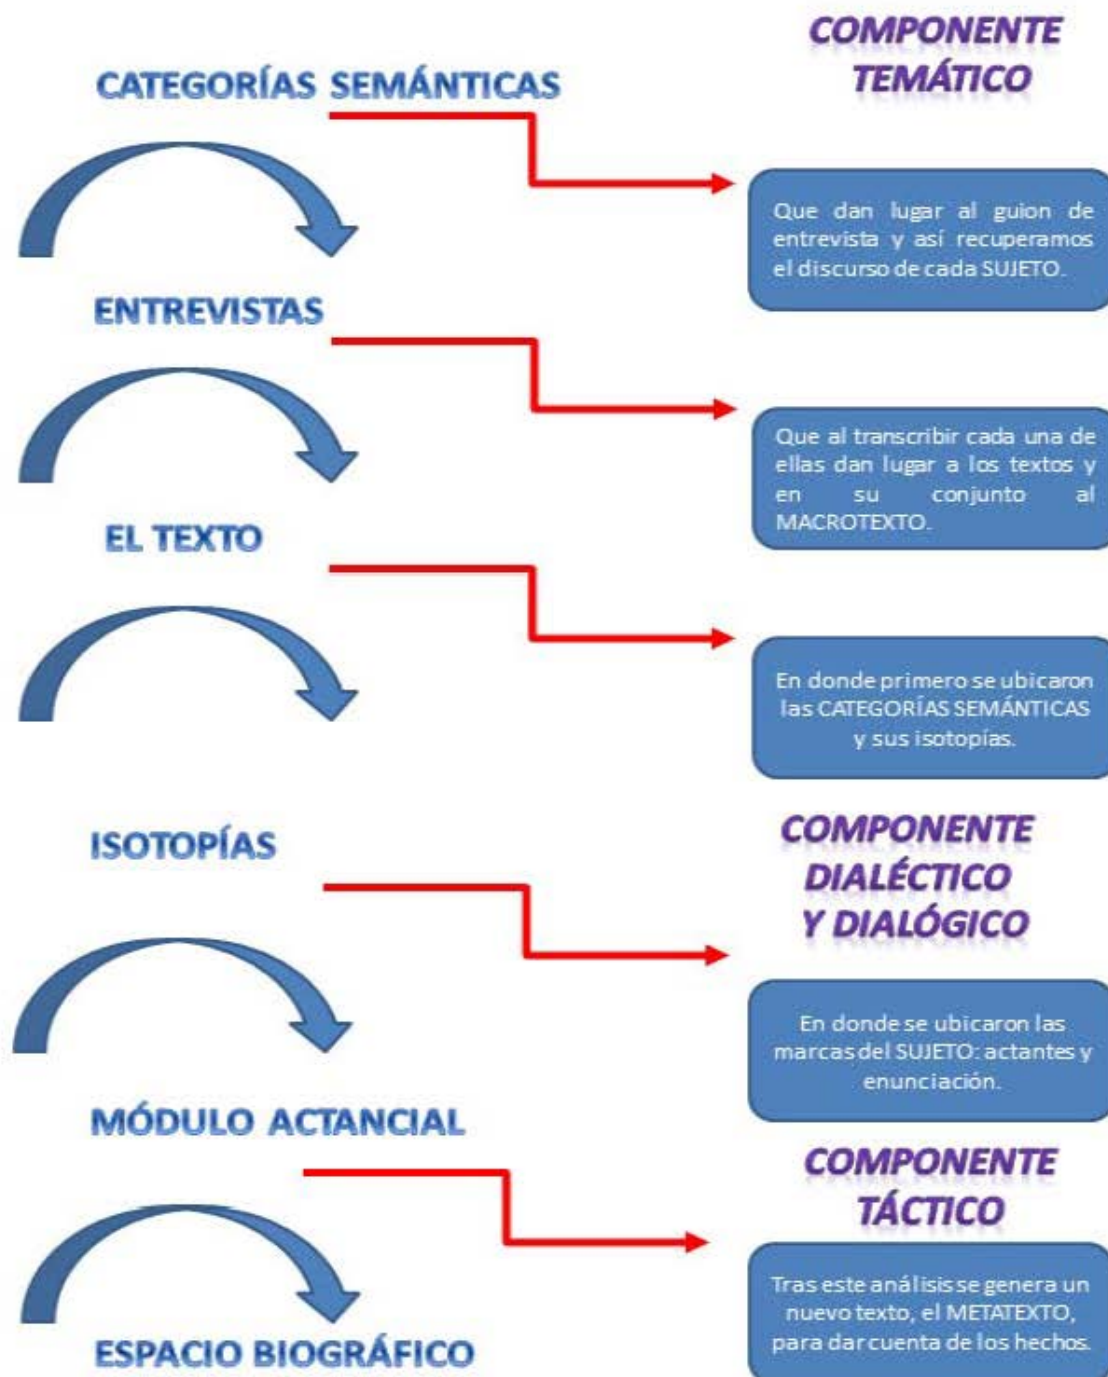 COMPONENTE
TEMÁTICO
CATEGORÍAS SEMÁNTICAS
Que dan lugar al guion de
entrevista y así recuperamos
el discurso de cada SUJETO.
ENTREVISTAS
Que al transcribir cada una de
ellas dan lugar a los textos y
en su conjunto al
MACROTEXTO.
EL TEXTO
En donde primero se ubicaron
las CATEGORÍAS SEMÁNTICAS
y sus isotopías.
ISOTOPÍAS
COMPONENTE
DIALÉCTICO
Y DIALÓGICO
En donde se ubicaron las
marcas del SUJETO: actantes y
enunciación.
MÓDULO ACTANCIAL
COMPONENTE
TÁCTICO
Tras este análisis se genera un
nuevo texto, el METATEXTO,
para dar cuenta de los hechos.
ESPACIO BIOGRÁFICO